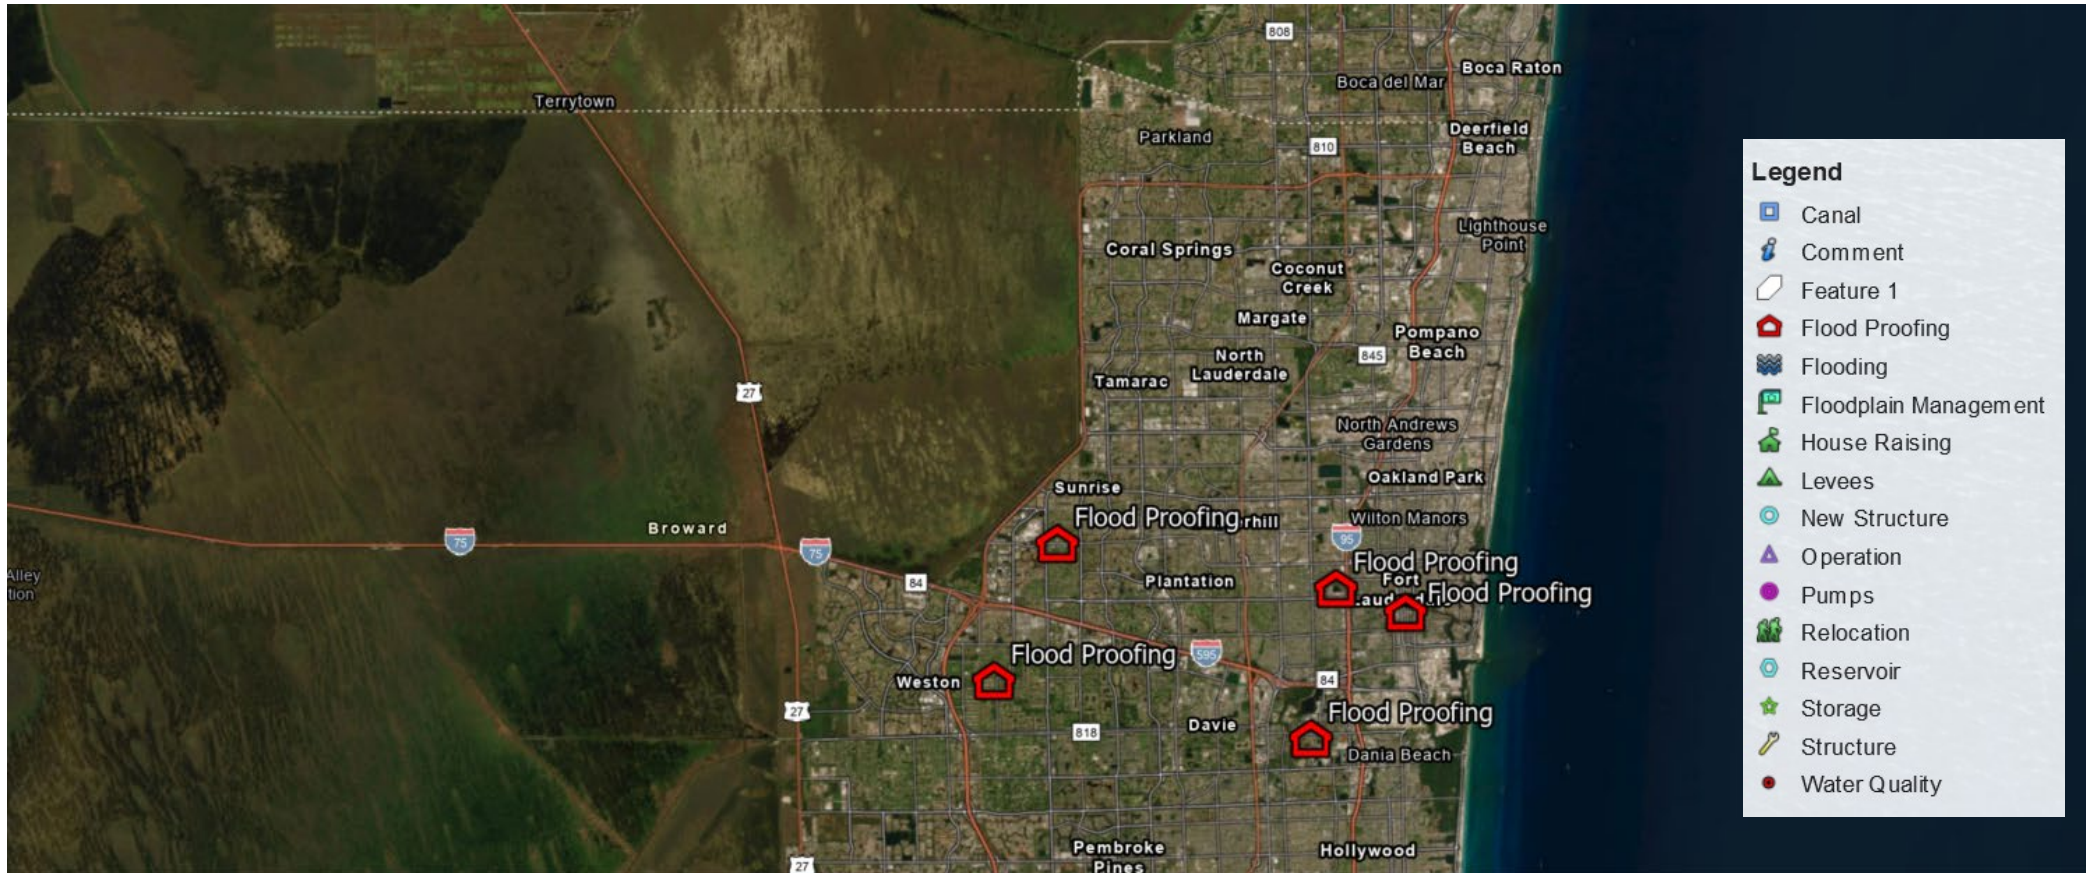 808
Boca Raton
Boca del Mar
Terrytown
Deerfield
Beach
Parkland
810
Lighthouse
Point
Coral Springs
Coconut
Creek
Margate
Pompano
Beach
845
North
Lauderdale
Tamarac
27
North Andrews
Gardens
Oakland Park
Sunrise
Flood Proofing
rhill
Wilton Manors
Broward
75
75
95
Flood Proofing
Alley
tion
84
Plantation
Fort
Flood Proofing
Flood Proofing
595
Weston
84
27
Flood Proofing
818
Davie
Dania Beach
Pembroke
Pines
Hollywood
27
Legend
Canal
Comment
Feature 1
Flood Proofing
Flooding
Floodplain Management
House Raising
Levees
New Structure
Operation
Pumps
Relocation
Reservoir
Storage
Structure
Water Quality